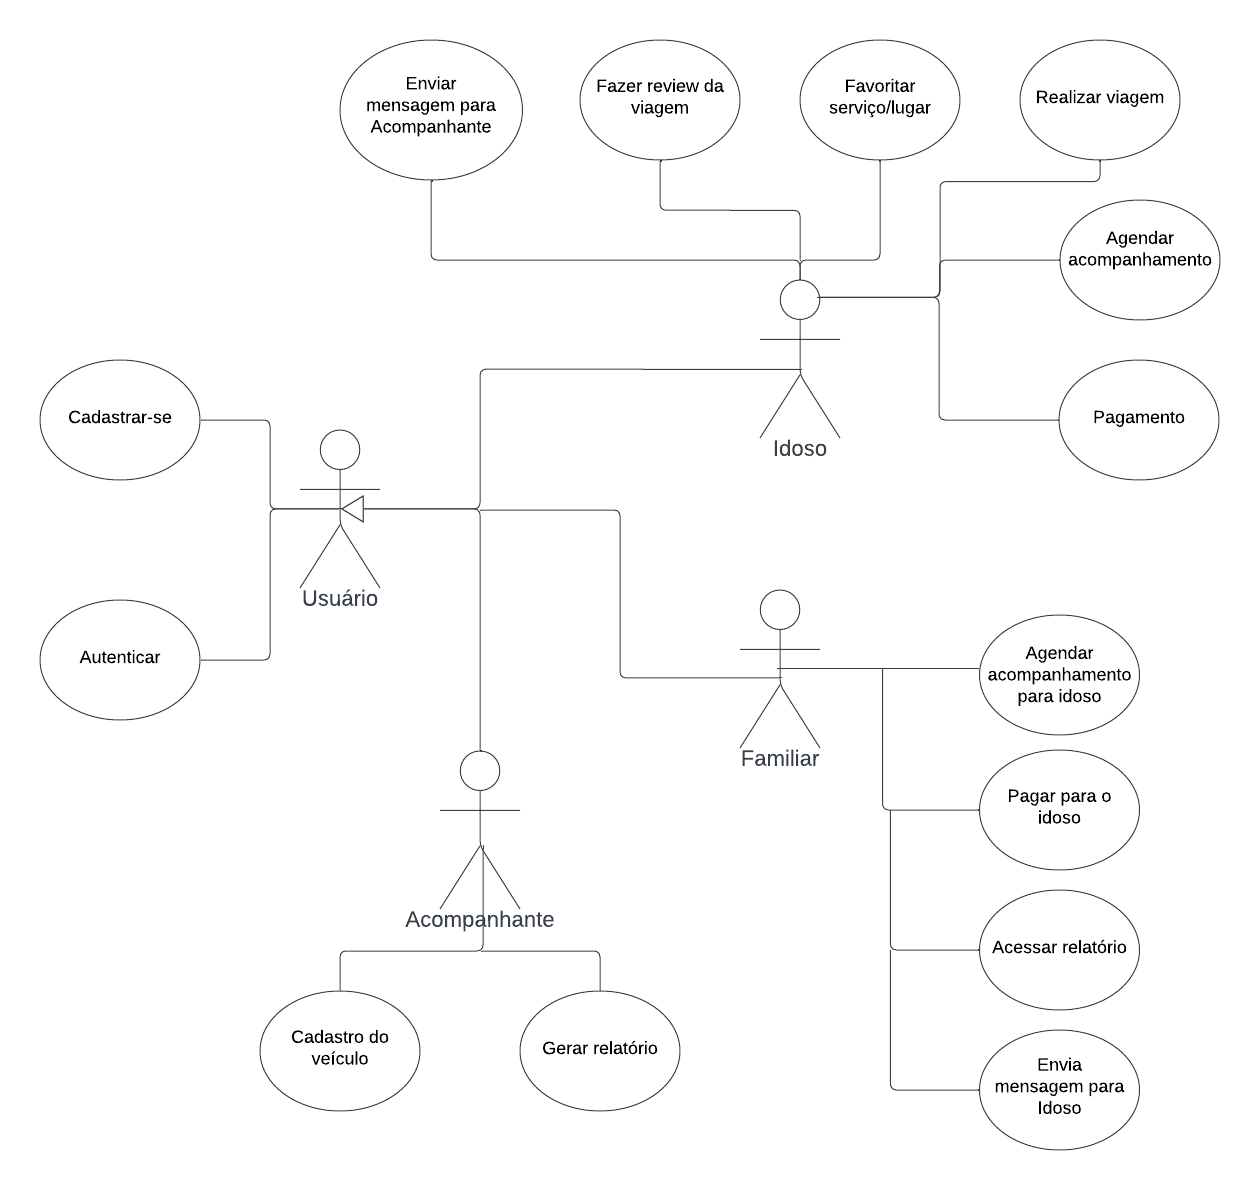 Enviar
mensagem para
Acompanhante
Fazer review da
viagem
Favoritar
serviço/lugar
Realizar viagem
Agendar
acompanhamento
Pagamento
Idoso
Cadastrar-se
Usuário
Autenticar
Familiar
Agendar
acompanhamento
para idoso
Pagar para o
idoso
Acompanhante
Acessar relatório
Cadastro do
veículo
Gerar relatório
Envia
mensagem para
Idoso